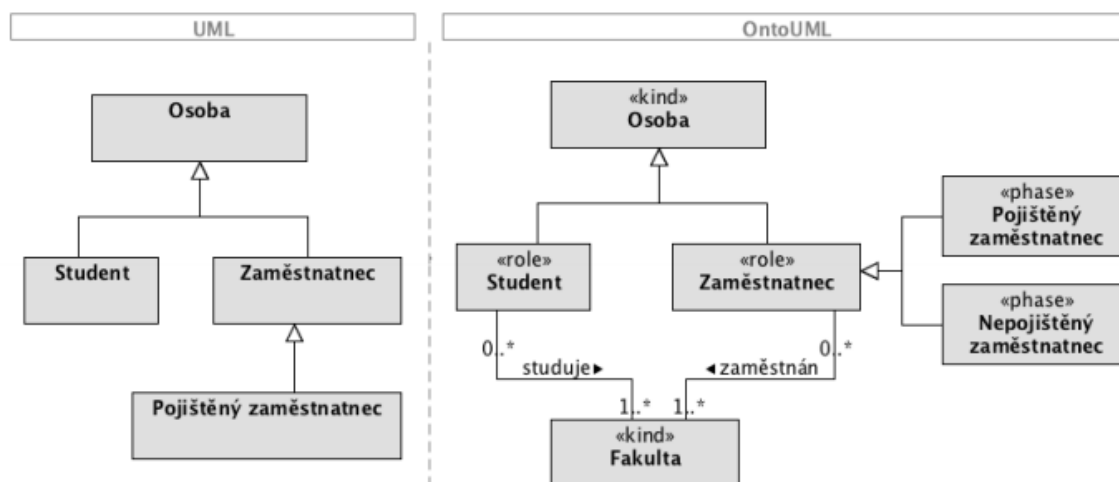 UML
OntoUML
Osoba
Student
Zaměstnatnec
Pojištěný zaměstnatnec
«kind»
Osoba
«role»
Student
«role»
Zaměstnatnec
«phase»
Pojištěný
zaměstnatnec
«phase»
Nepojištěný
zaměstnatnec
0..*
0..*
studuje▶
◀zaměstnán
1..*
1..*
«kind»
Fakulta